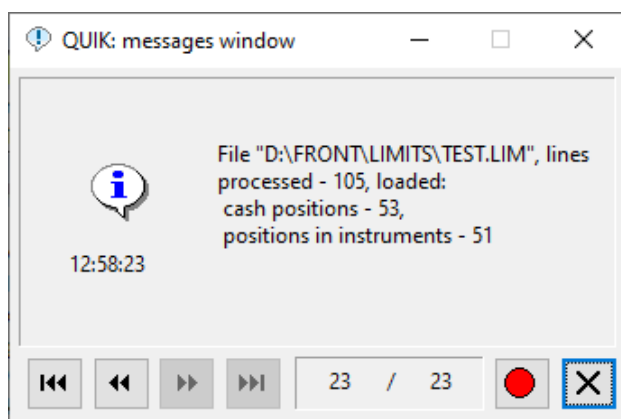 QUIK: messages window
File "D:\FRONT\LIMITS\TEST.LIM", lines
processed - 105, loaded:
cash positions - 53,
positions in instruments - 51
12:58:23
23 / 23